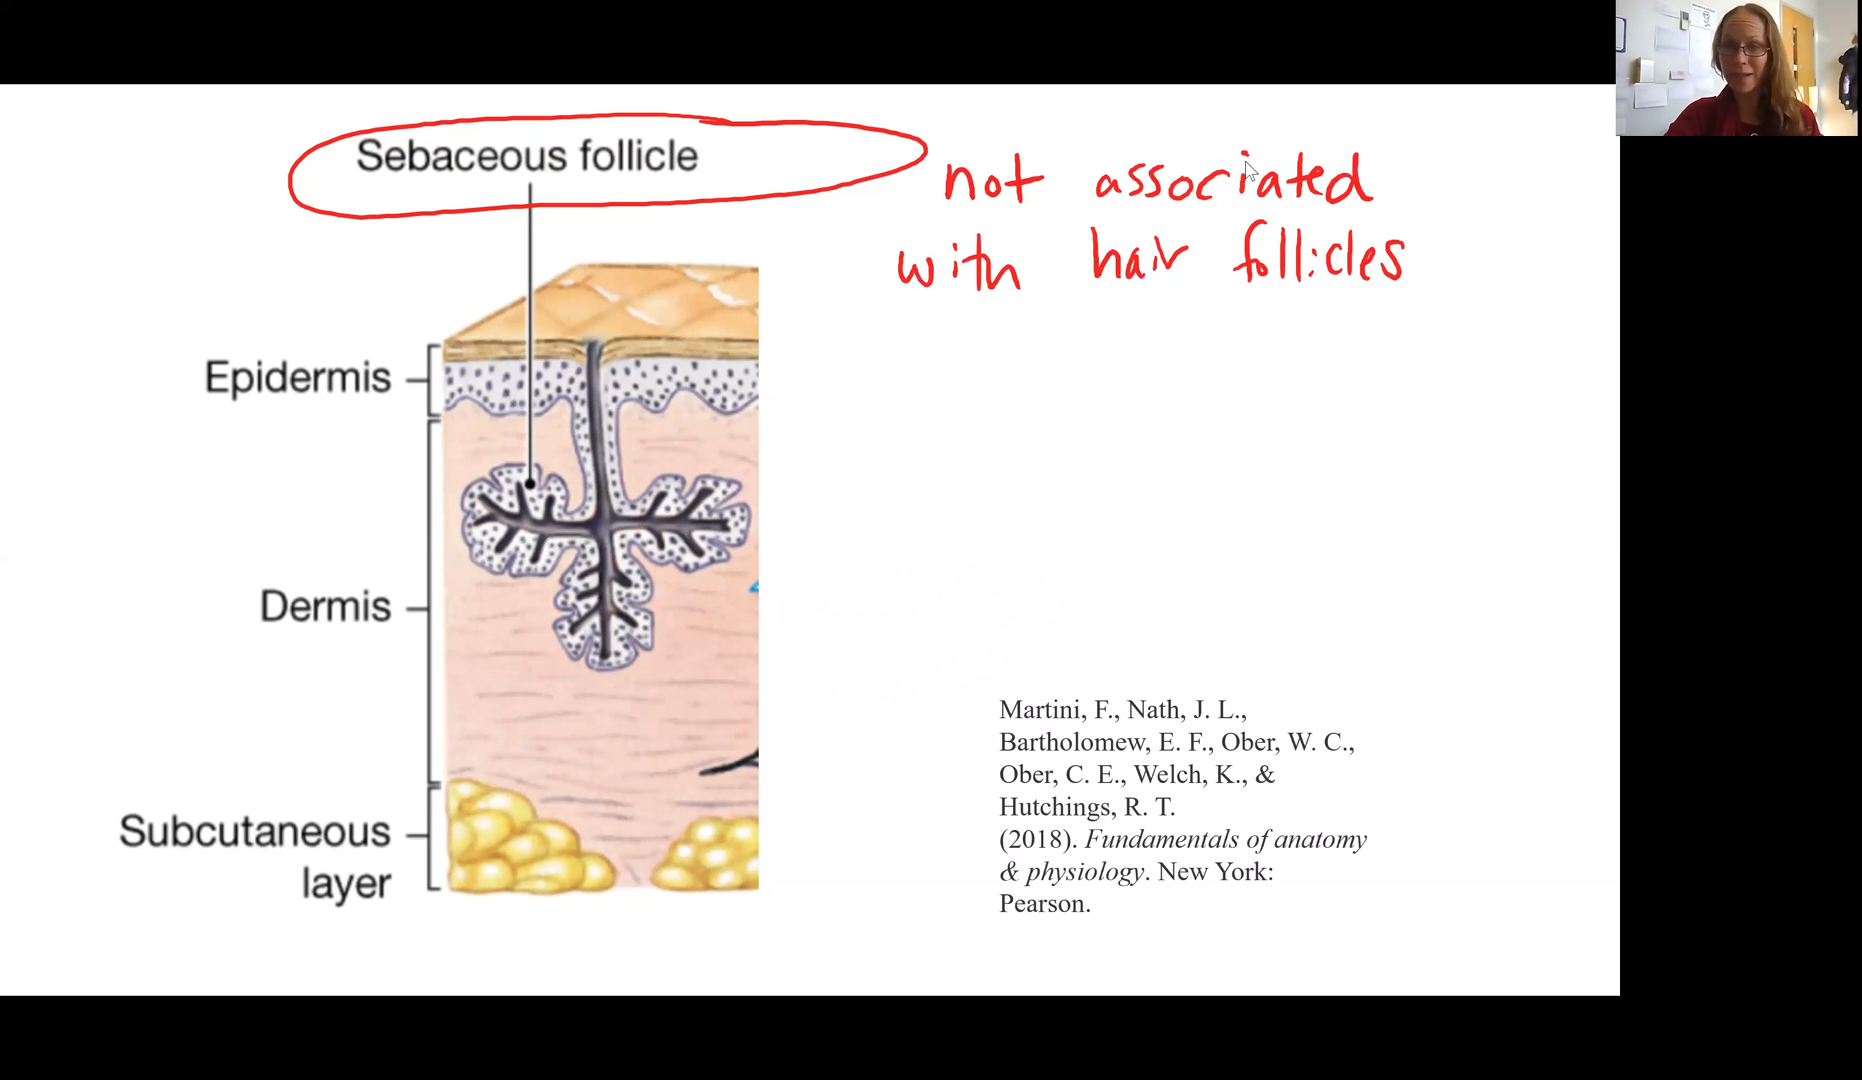 Sebaceous follicle
not associated
with hair follicles
Epidermis
Dermis
Subcutaneous
layer
Martini, F., Nath, J. L.,
Bartholomew, E. F., Ober, W. C.,
Ober, C. E., Welch, K., &
Hutchings, R. T.
(2018). Fundamentals of anatomy
& physiology. New York:
Pearson.